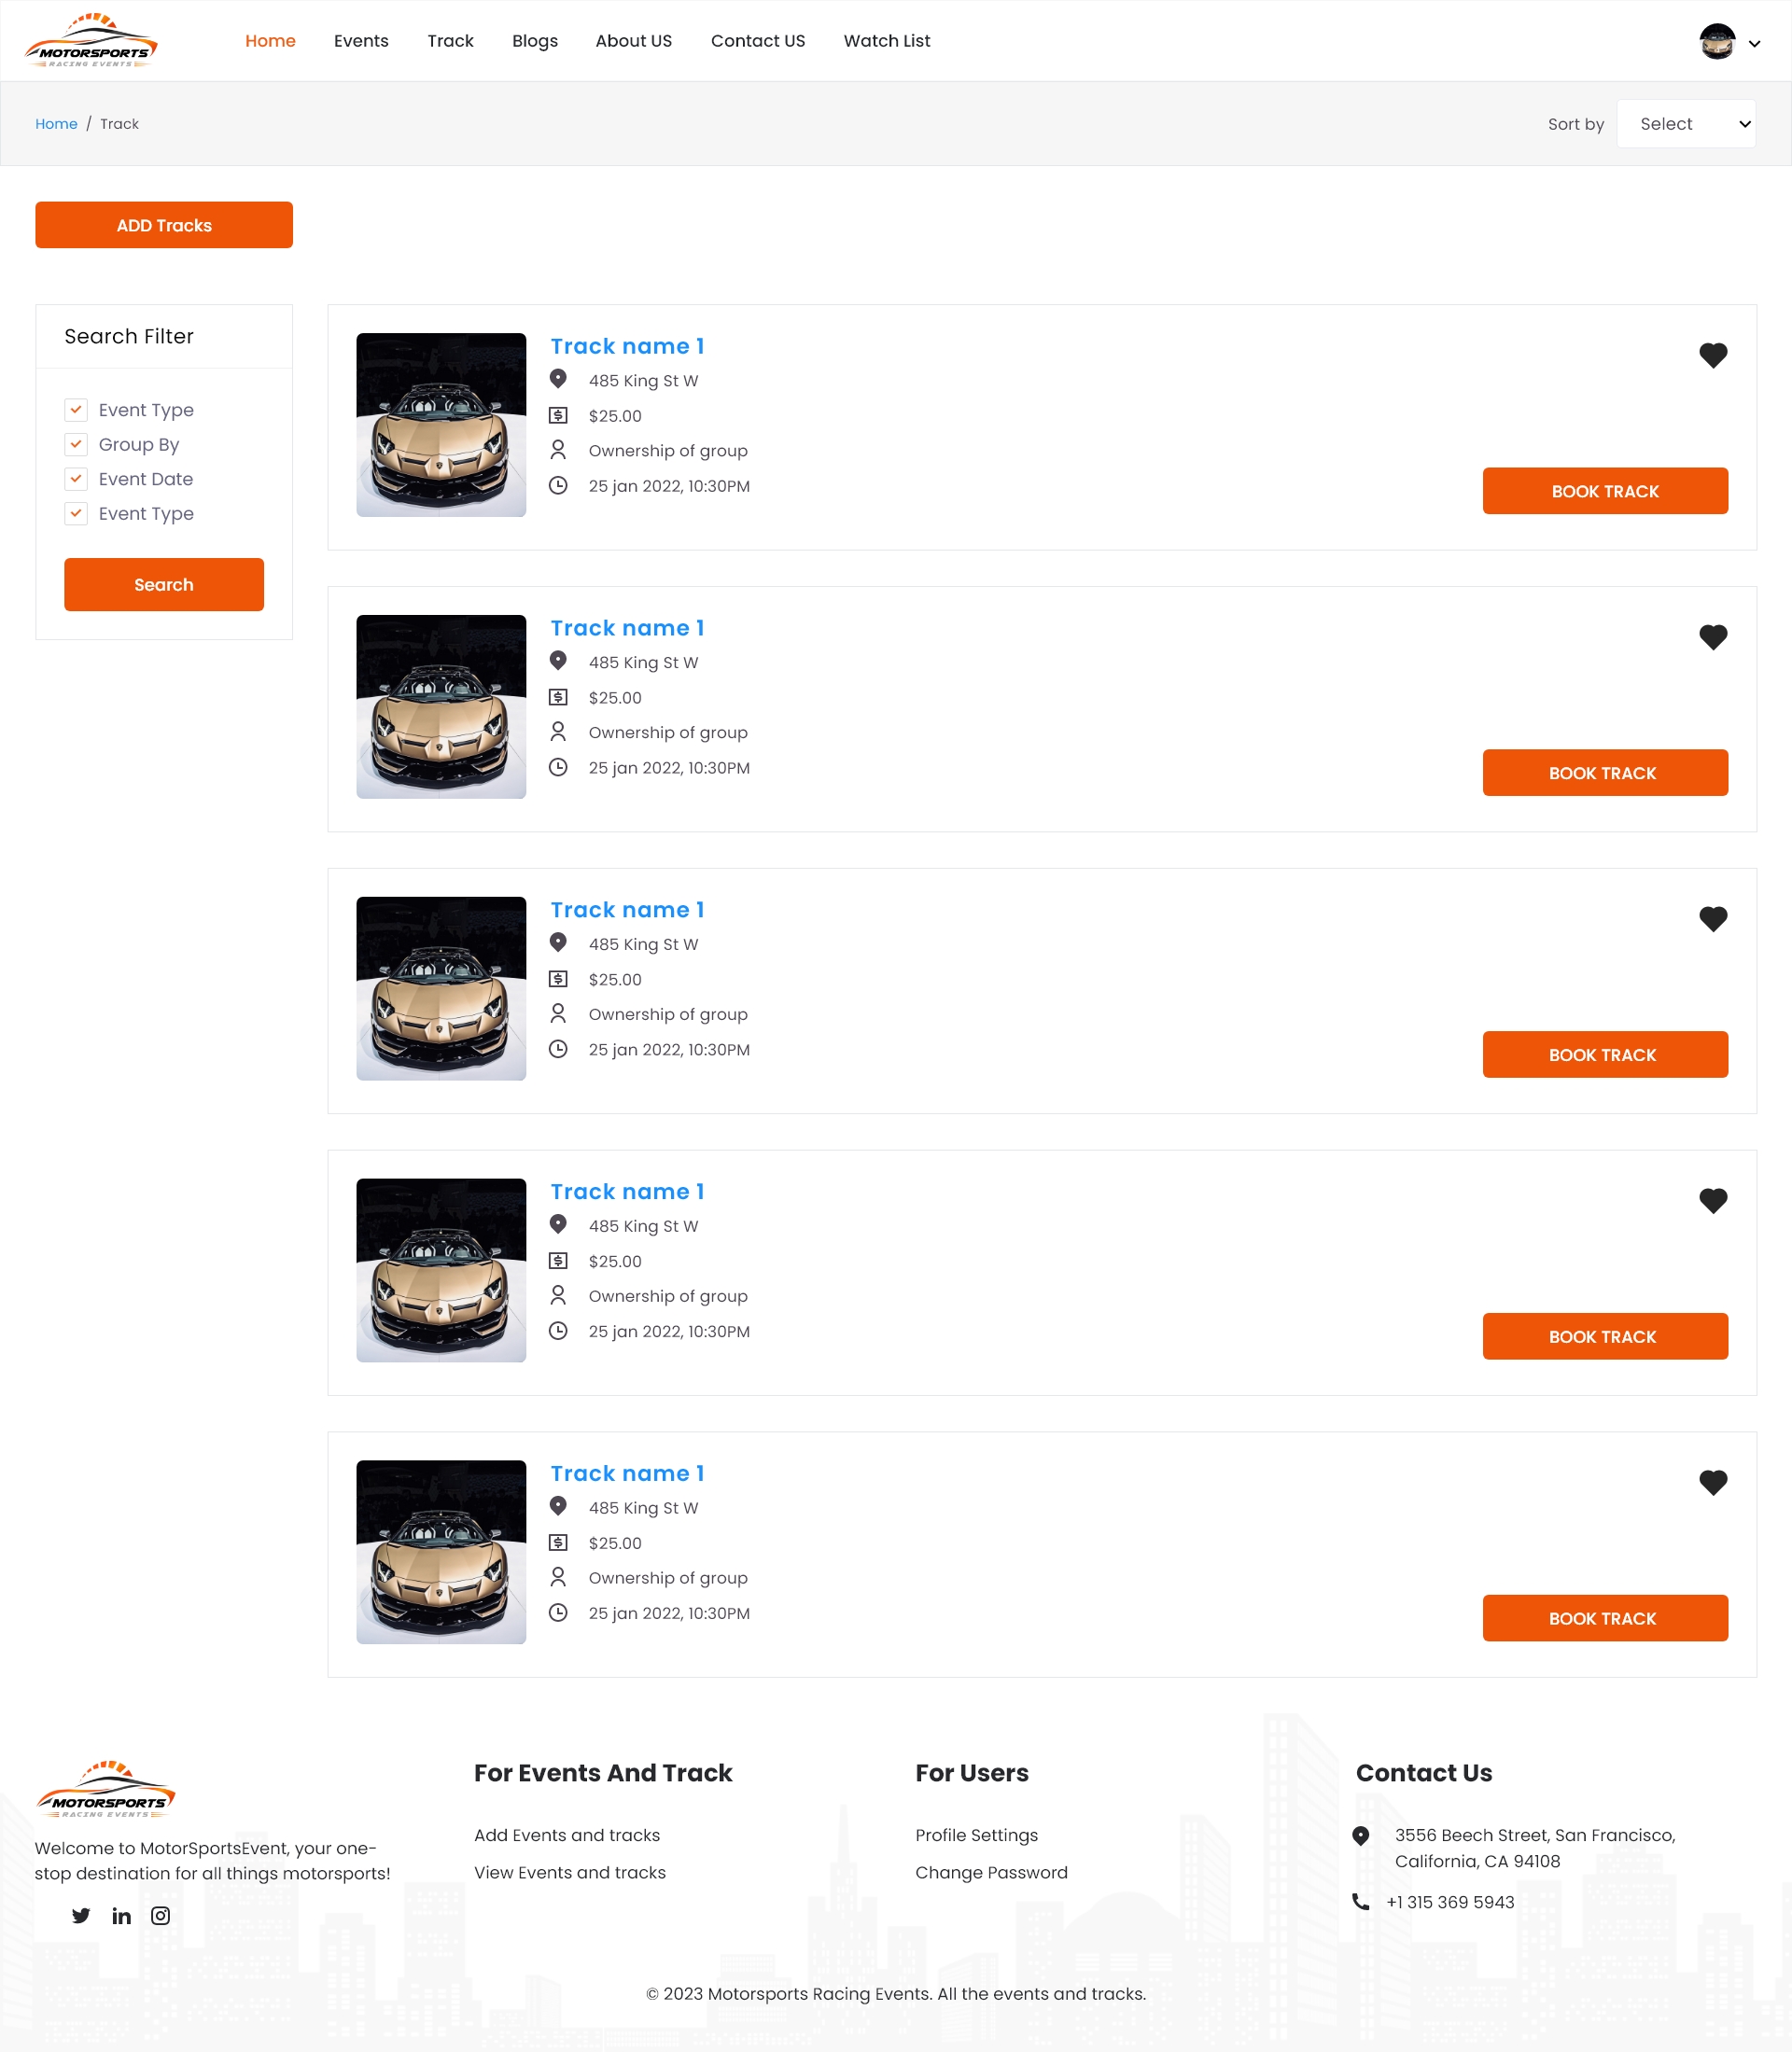 MOTORSPORTS
RACING EVENTS
Home Events Track Blogs About US Contact US Watch List
Home / Track
Sort by Select
ADD Tracks
Search Filter
Event Type
Group By
Event Date
Event Type
Search
Track name 1
485 King St W
$25.00
Ownership of group
25 jan 2022, 10:30PM
BOOK TRACK
Track name 1
485 King St W
$25.00
Ownership of group
25 jan 2022, 10:30PM
BOOK TRACK
Track name 1
485 King St W
$25.00
Ownership of group
25 jan 2022, 10:30PM
BOOK TRACK
Track name 1
485 King St W
$25.00
Ownership of group
25 jan 2022, 10:30PM
BOOK TRACK
Track name 1
485 King St W
$25.00
Ownership of group
25 jan 2022, 10:30PM
BOOK TRACK
MOTORSPORTS
RACING EVENTS
Welcome to MotorSportsEvent, your one-
stop destination for all things motorsports!
For Events And Track
Add Events and tracks
View Events and tracks
For Users
Profile Settings
Change Password
Contact Us
3556 Beech Street, San Francisco,
California, CA 94108
+1 315 369 5943
© 2023 Motorsports Racing Events. All the events and tracks.